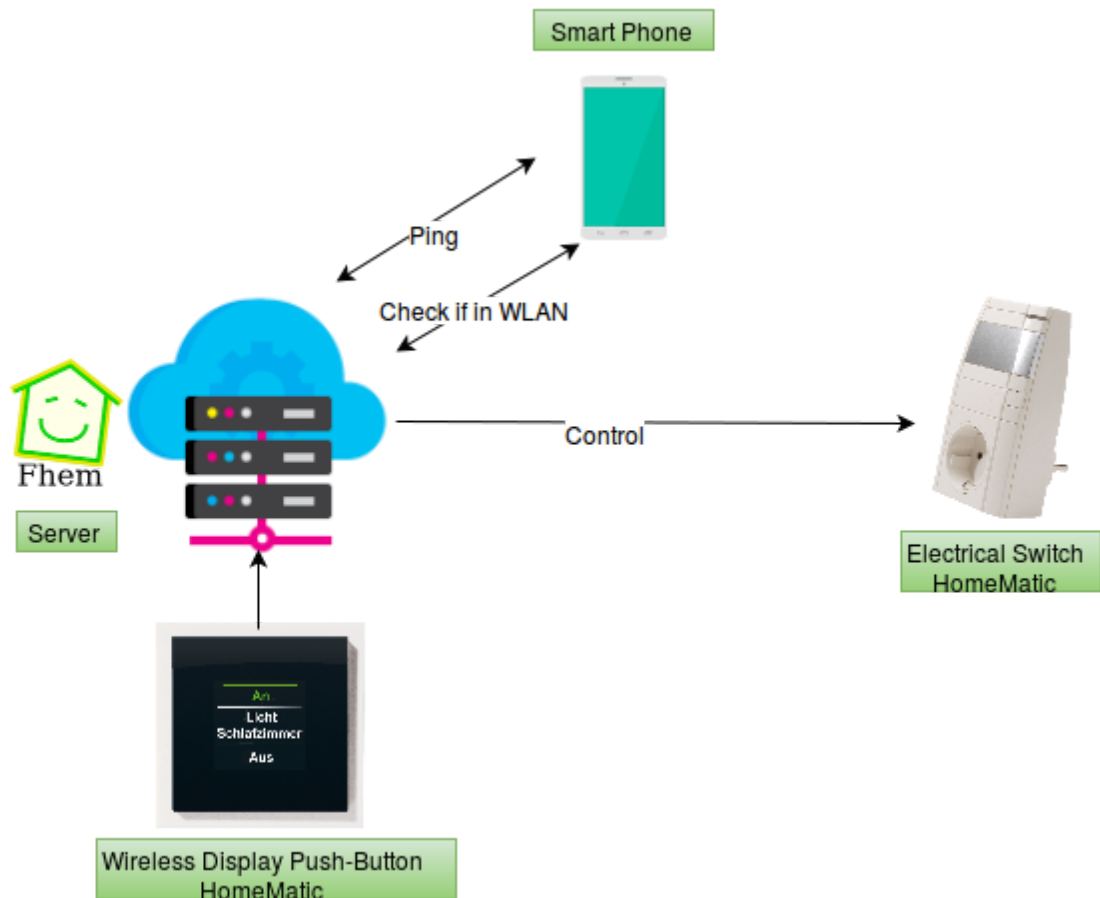 Smart Phone
Ping
Check if in WLAN
Control
Fhem
Server
Electrical Switch
HomeMatic
An
Licht
Schlafzimmer
Aus
Wireless Display Push-Button
HomeMatic